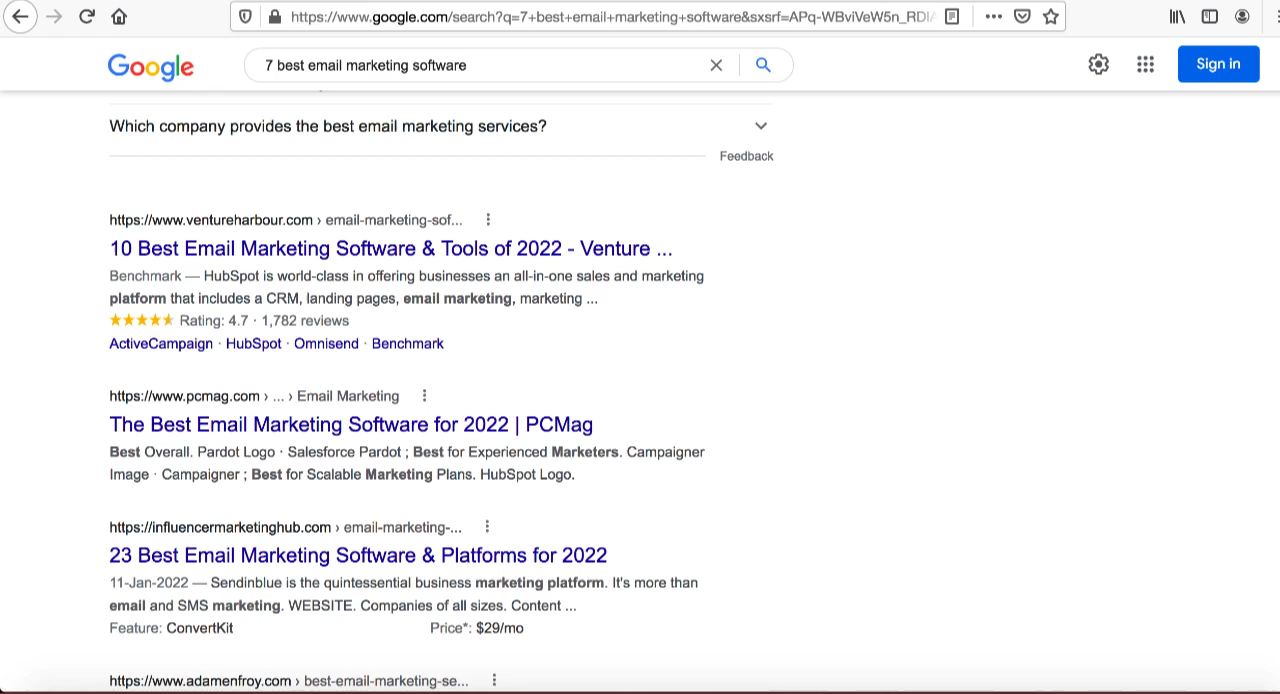 https://www.google.com/search?q=7+best+email+marketing+software&sxsrf=APq-WBviVeW5n_RDI
Google
7 best email marketing software
Sign in
Which company provides the best email marketing services?
Feedback
https://www.ventureharbour.com › email-marketing-sof...
10 Best Email Marketing Software & Tools of 2022 - Venture ...
Benchmark — HubSpot is world-class in offering businesses an all-in-one sales and marketing
platform that includes a CRM, landing pages, email marketing, marketing ...
Rating: 4.7 · 1,782 reviews
ActiveCampaign · HubSpot · Omnisend · Benchmark
https://www.pcmag.com › ... › Email Marketing
The Best Email Marketing Software for 2022 | PCMag
Best Overall. Pardot Logo · Salesforce Pardot ; Best for Experienced Marketers. Campaigner
Image · Campaigner ; Best for Scalable Marketing Plans. HubSpot Logo.
https://influencermarketinghub.com › email-marketing-...
23 Best Email Marketing Software & Platforms for 2022
11-Jan-2022 — Sendinblue is the quintessential business marketing platform. It's more than
email and SMS marketing. WEBSITE. Companies of all sizes. Content ...
Feature: ConvertKit Price*: $29/mo
https://www.adamenfroy.com › best-email-marketing-se...